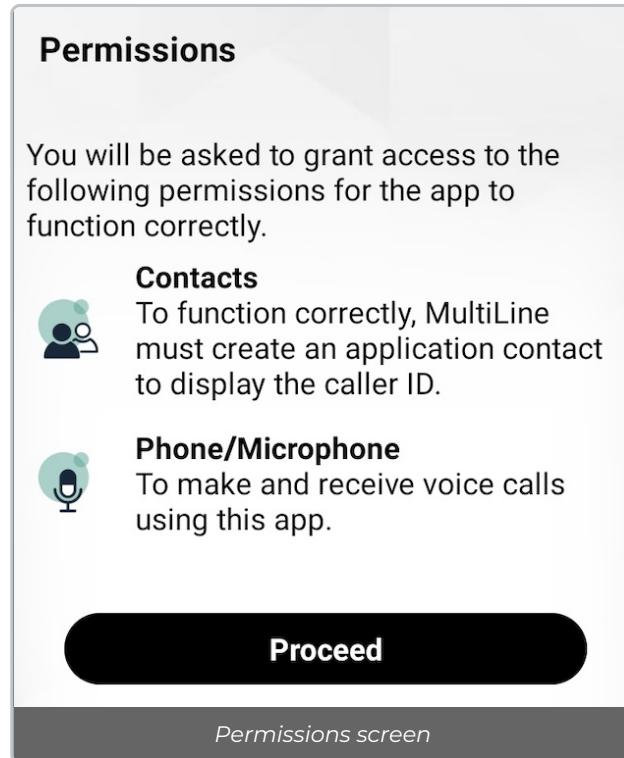 Permissions
You will be asked to grant access to the
following permissions for the app to
function correctly.
Contacts
To function correctly, MultiLine
must create an application contact
to display the caller ID.
Phone/Microphone
To make and receive voice calls
using this app.
Proceed
Permissions screen